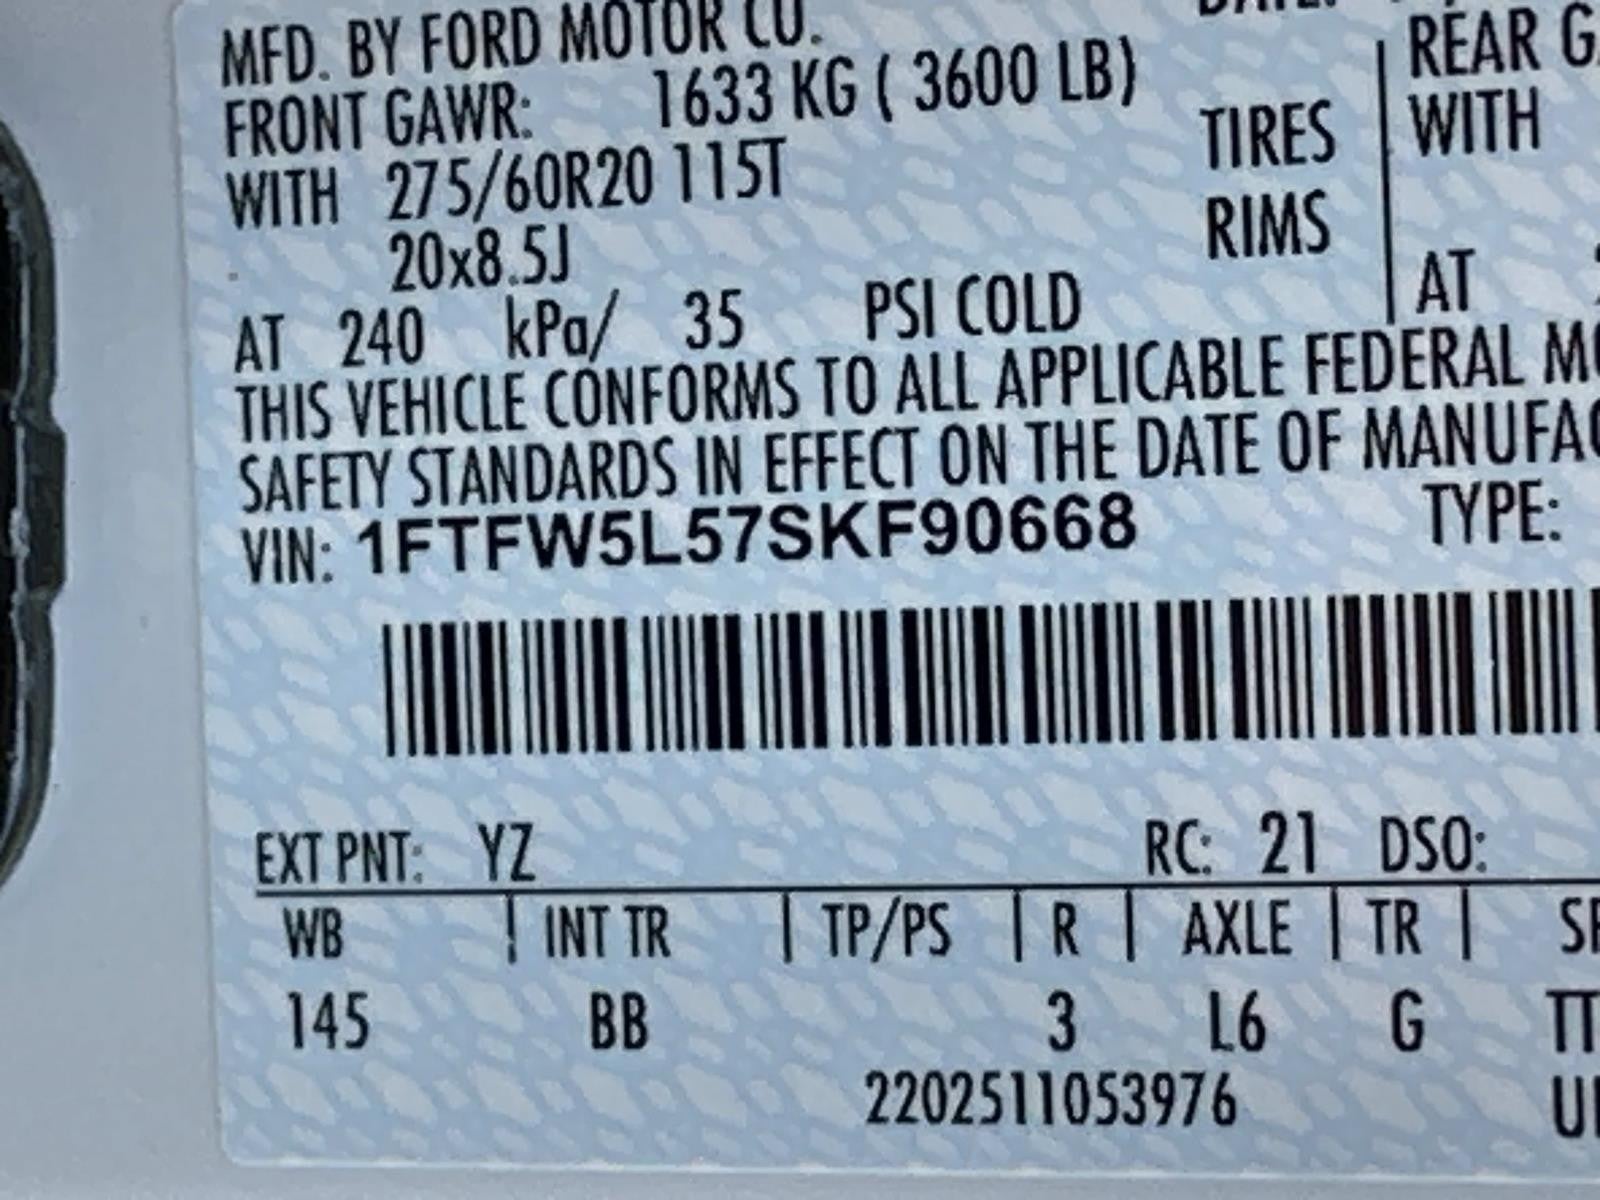 MFD. BY FORD MOTOR CO.
FRONT GAWR: 1633 KG ( 3600 LB)
REAR
WITH 275/60R20 115T TIRES WITH
20x8.5J RIMS
AT 240 kPa/ 35 PSI COLD AT
THIS VEHICLE CONFORMS TO ALL APPLICABLE FEDERAL
SAFETY STANDARDS IN EFFECT ON THE DATE OF
VIN: 1FTFW5L57SKF90668 TYPE:
EXT PNT: YZ RC: 21 DSO:
WB | INT TR | TP/PS | R | AXLE | TR |
145 BB 3 L6 G
2202511053976